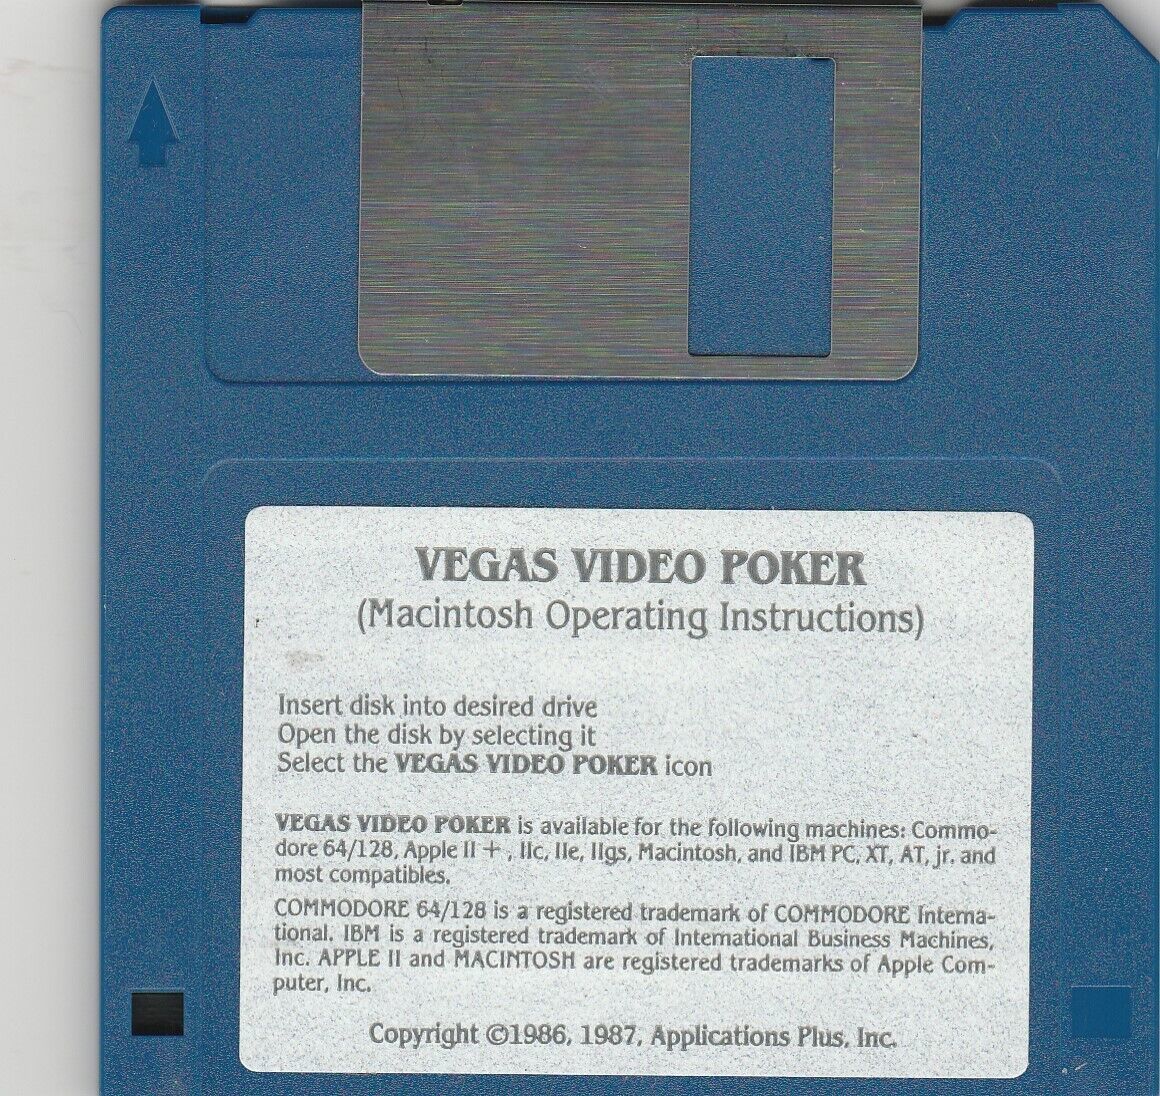 VEGAS VIDEO POKER
(Macintosh Operating Instructions)
Insert disk into desired drive
Open the disk by selecting it
Select the VEGAS VIDEO POKER icon
VEGAS VIDEO POKER is available for the following machines: Commo-
dore 64/128, Apple II + , IIc, IIe, IIgs, Macintosh, and IBM PC, XT, AT, jr. and
most compatibles.
COMMODORE 64/128 is a registered trademark of COMMODORE Interna-
tional. IBM is a registered trademark of International Business Machines,
Inc. APPLE II and MACINTOSH are registered trademarks of Apple Com-
puter, Inc.
Copyright ©1986, 1987, Applications Plus, Inc.